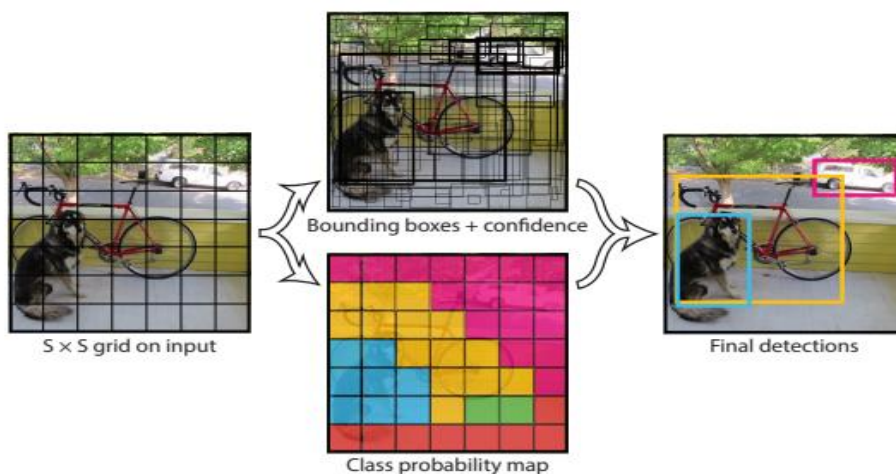 S × S grid on input
Bounding boxes + confidence
Class probability map
Final detections